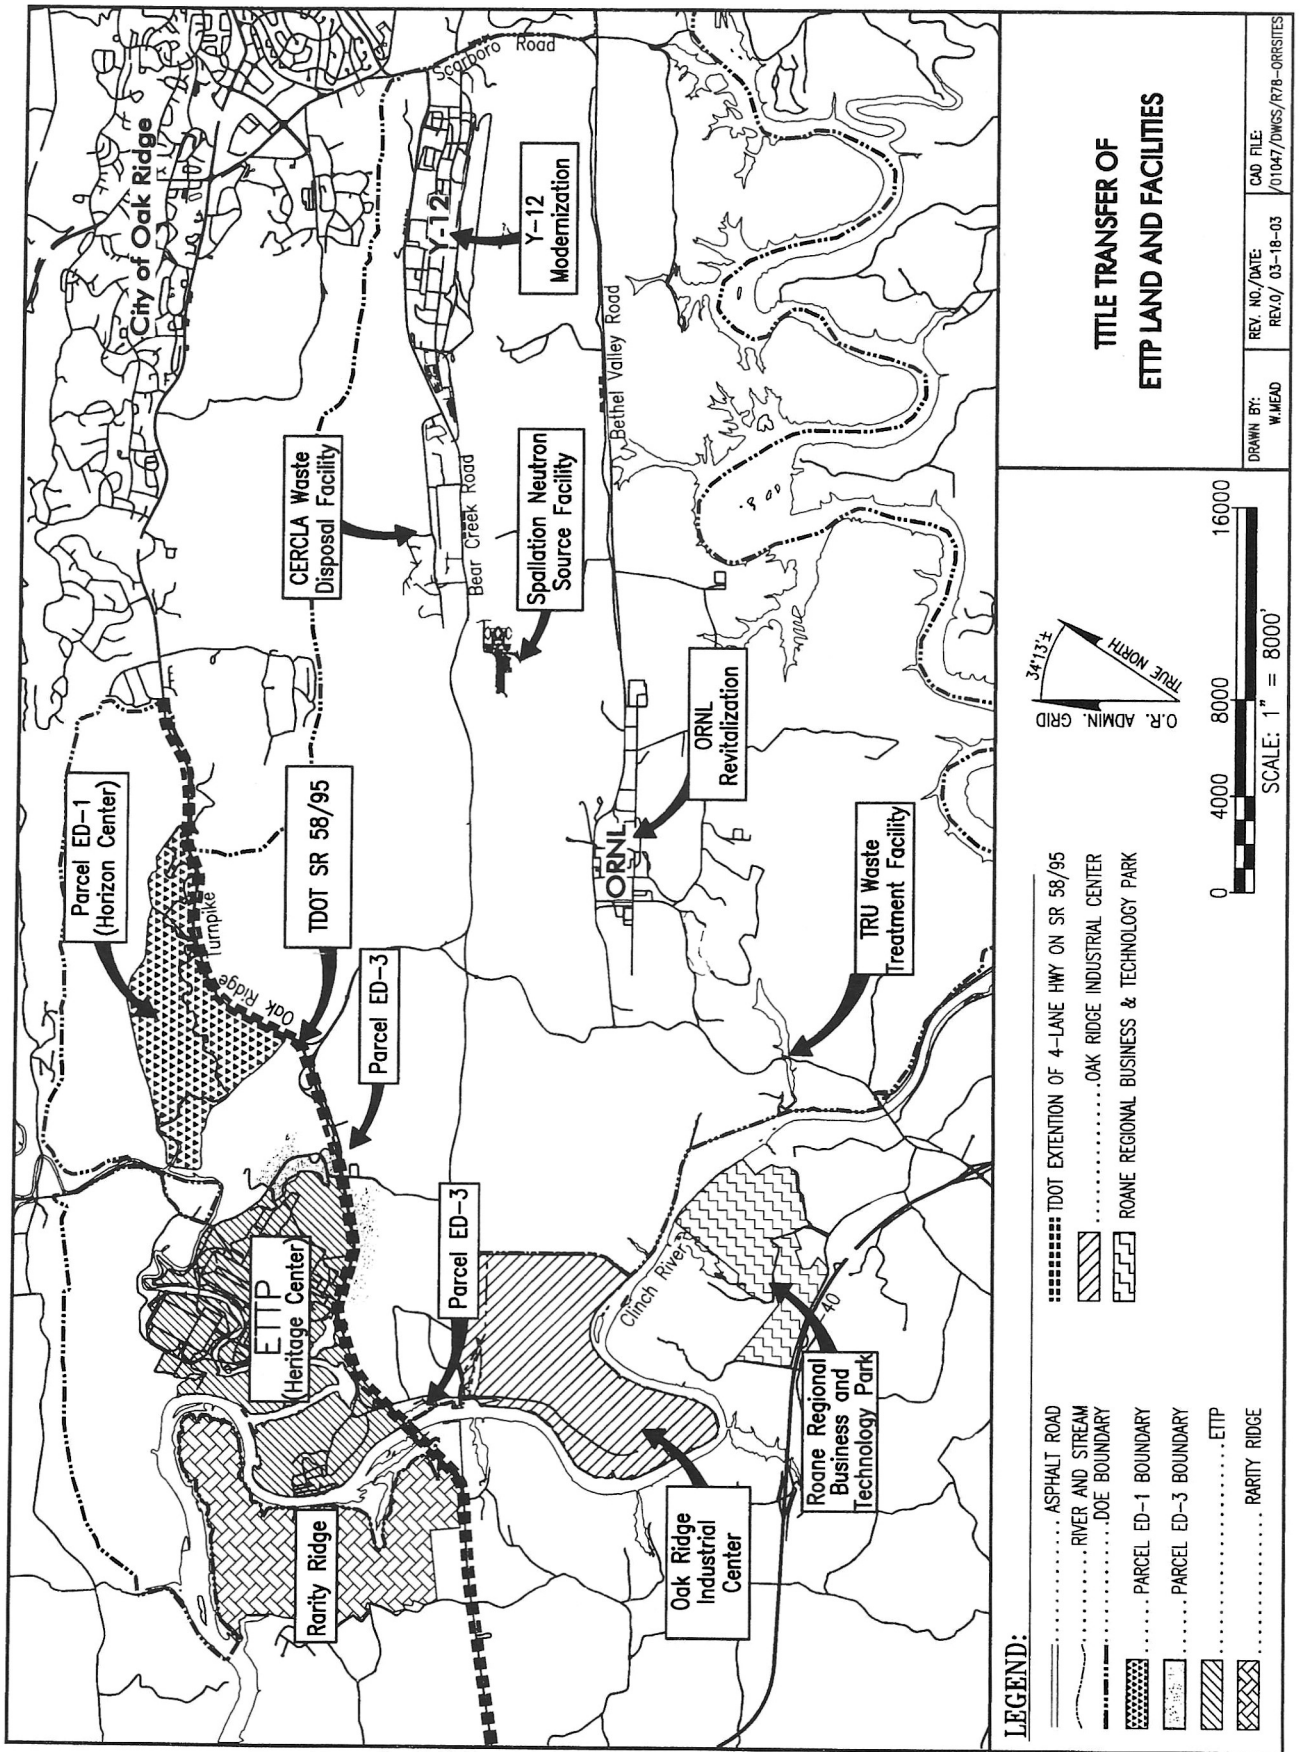 City of Oak Ridge
Scarboro Road
Parcel ED-1
(Horizon Center)
Turnpike
Oak Ridge
TDOT SR 58/95
CERCLA Waste
Disposal Facility
Y-12
Y-12
Modernization
Bear Creek Road
Spallation Neutron
Source Facility
Bethel Valley Road
Parcel ED-3
ETTP
(Heritage Center)
Parcel ED-3
Rarity Ridge
ORNL
ORNL
Revitalization
TRU Waste
Treatment Facility
Clinch River
Oak Ridge
Industrial
Center
Roane Regional
Business and
Technology Park
I-40
LEGEND:
ASPHALT ROAD
RIVER AND STREAM
DOE BOUNDARY
PARCEL ED-1 BOUNDARY
PARCEL ED-3 BOUNDARY
ETTP
RARITY RIDGE
TDOT EXTENTION OF 4-LANE HWY ON SR 58/95
OAK RIDGE INDUSTRIAL CENTER
ROANE REGIONAL BUSINESS & TECHNOLOGY PARK
34°13'±
O.R. ADMIN. GRID
TRUE NORTH
0 4000 8000 16000
SCALE: 1" = 8000'
TITLE TRANSFER OF
ETTP LAND AND FACILITIES
DRAWN BY:
W.MEAD
REV. NO./DATE:
REV.0/ 03-18-03
CAD FILE:
/01047/DWGS/R78-ORRSITES